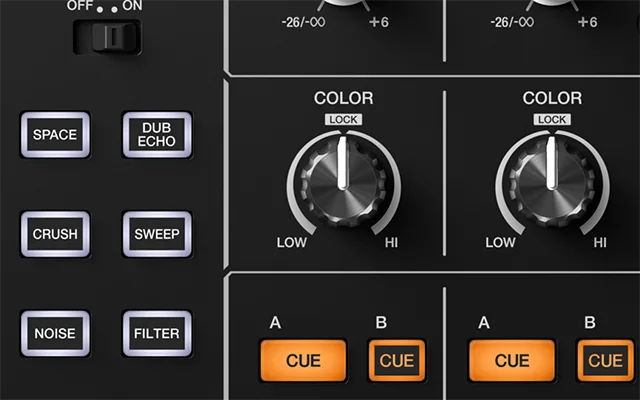 OFF ON
-26/-∞ +6
-26/-∞ +6
SPACE
DUB
ECHO
CRUSH
SWEEP
NOISE
FILTER
COLOR
LOCK
LOW HI
COLOR
LOCK
LOW HI
A B
CUE CUE
A B
CUE CUE